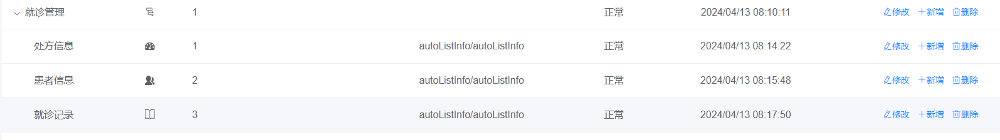 就诊管理 1 正常 2024/04/13 08:10:11 修改 新增 删除
处方信息 1 autoListInfo/autoListInfo 正常 2024/04/13 08:14:22 修改 新增 删除
患者信息 2 autoListInfo/autoListInfo 正常 2024/04/13 08:15:48 修改 新增 删除
就诊记录 3 autoListInfo/autoListInfo 正常 2024/04/13 08:17:50 修改 新增 删除